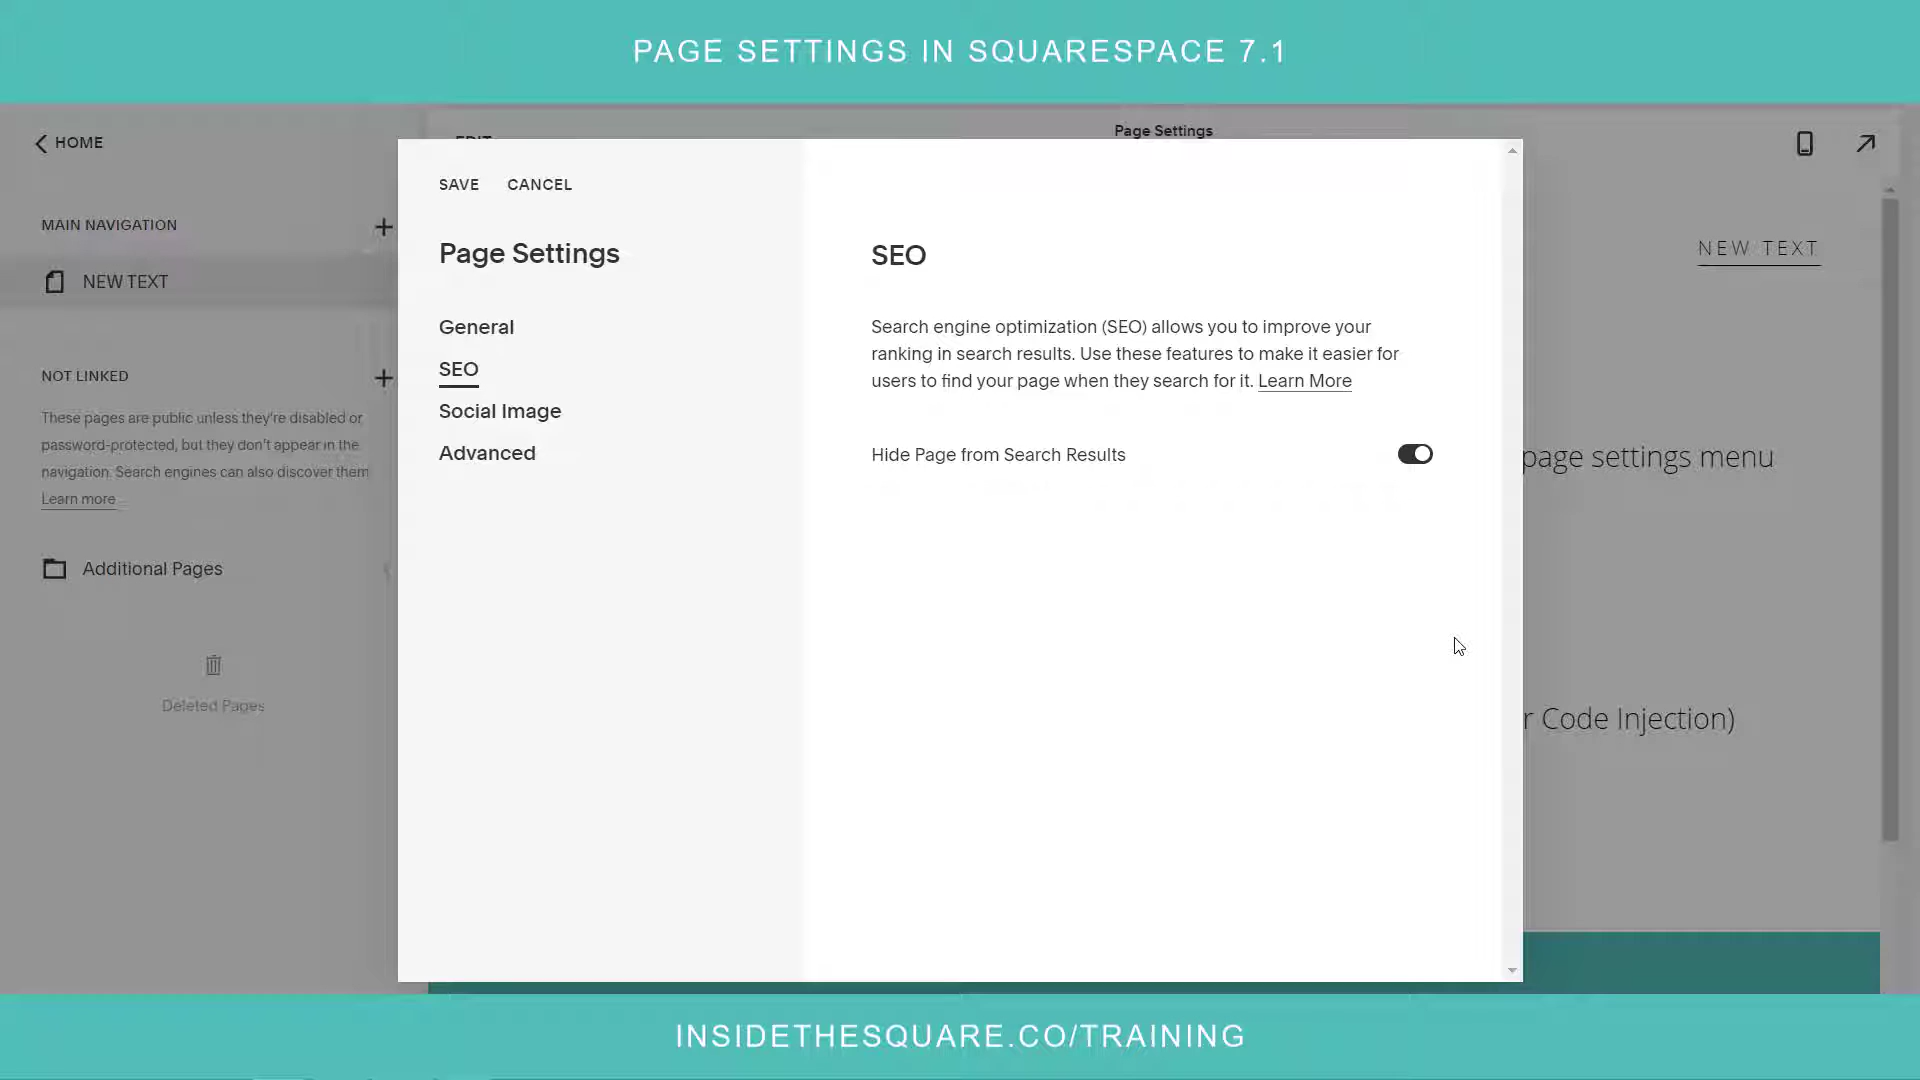 PAGE SETTINGS IN SQUARESPACE 7.1
HOME
MAIN NAVIGATION
NEW TEXT
NOT LINKED
These pages are public unless they're disabled or
password-protected, but they don't appear in the
navigation. Search engines can also discover them
Learn more
Additional Pages
Deleted Pages
EDIT
Page Settings
SAVE CANCEL
Page Settings
General
SEO
Social Image
Advanced
SEO
Search engine optimization (SEO) allows you to improve your
ranking in search results. Use these features to make it easier for
users to find your page when they search for it. Learn More
Hide Page from Search Results
NEW TEXT
page settings menu
r Code Injection)
INSIDETHESQUARE.CO/TRAINING